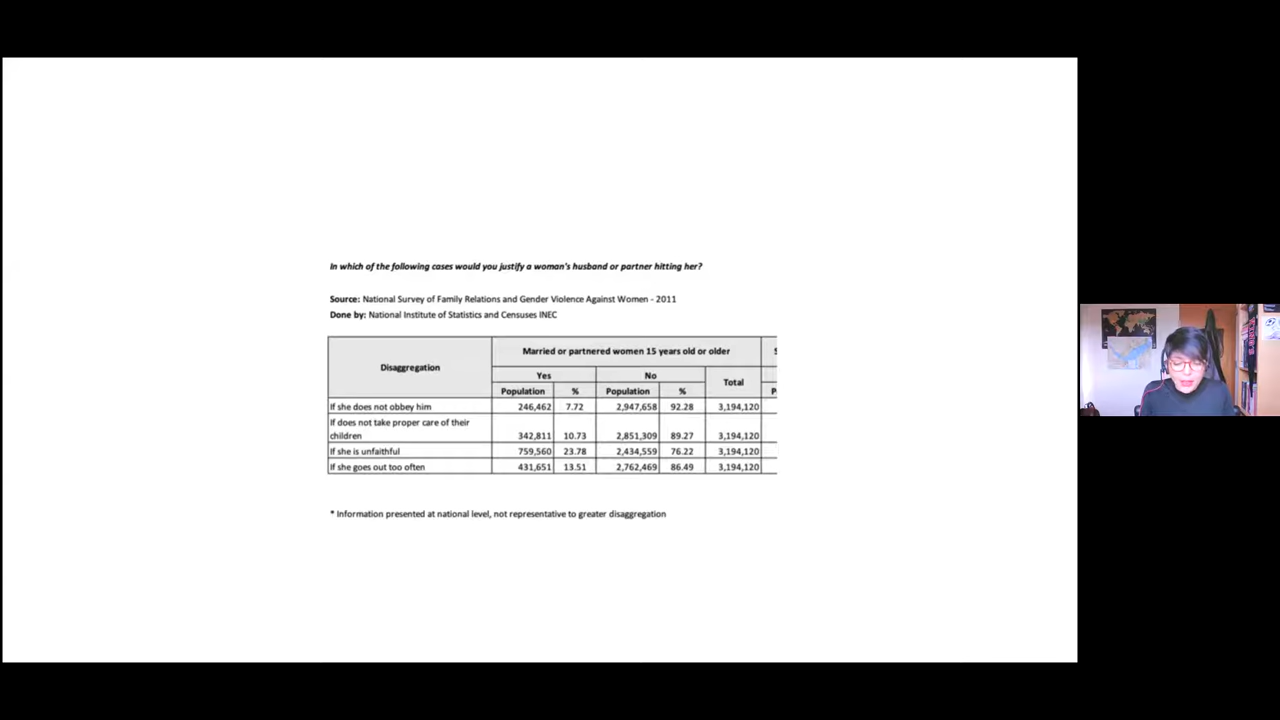 In which of the following cases would you justify a woman's husband or partner hitting her?
Source: National Survey of Family Relations and Gender Violence Against Women - 2011
Done by: National Institute of Statistics and Censuses INEC
Disaggregation
Married or partnered women 15 years old or older
Yes No Total
Population % Population %
If she does not obbey him 246,462 7.72 2,947,658 92.28 3,194,120
If does not take proper care of their
children 342,811 10.73 2,851,309 89.27 3,194,120
If she is unfaithful 759,560 23.78 2,434,559 76.22 3,194,120
If she goes out too often 431,651 13.51 2,762,469 86.49 3,194,120
* Information presented at national level, not representative to greater disaggregation